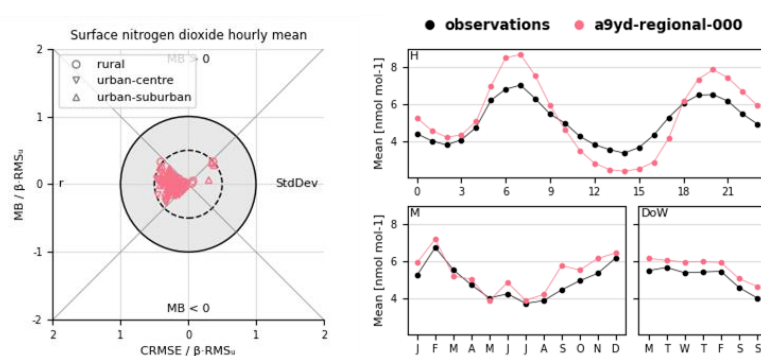 Surface nitrogen dioxide hourly mean
MB > 0
rural
urban-centre
urban-suburban
2
1
0
-1
-2
MB / β·RMSᵤ
r
StdDev
MB < 0
2 1 0 1 2
CRMSE / β·RMSᵤ
observations a9yd-regional-000
H
8
6
4
Mean [nmol mol-1]
0 3 6 9 12 15 18 21
M
8
6
4
Mean [nmol mol-1]
J F M A M J J A S O N D
DoW
M T W T F S S